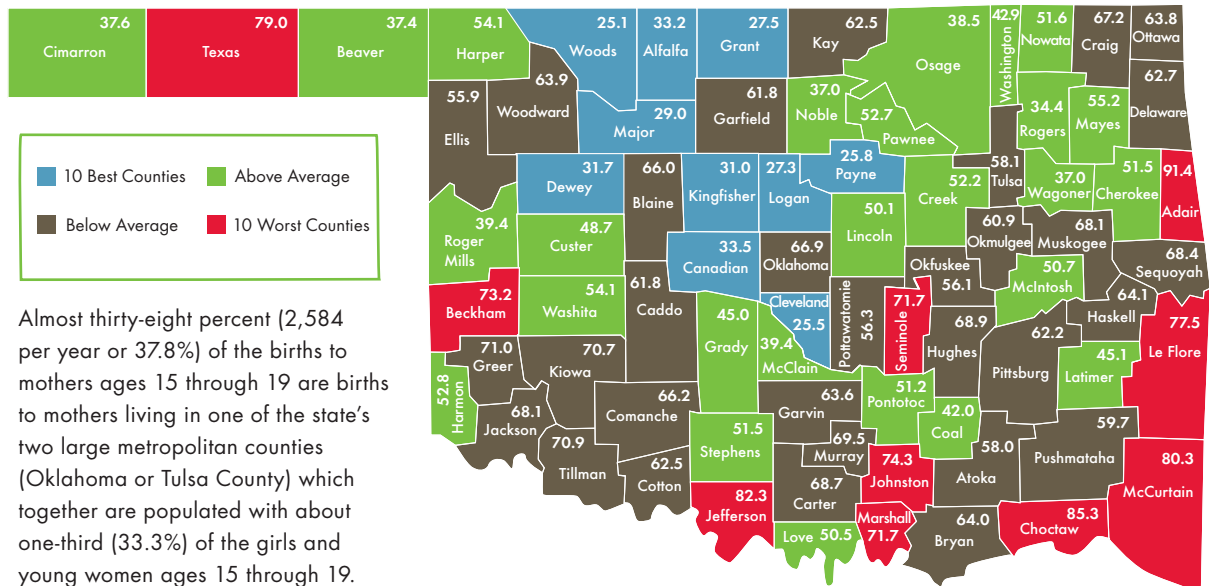 37.6
Cimarron
79.0
Texas
37.4
Beaver
54.1
Harper
25.1
Woods
33.2
Alfalfa
27.5
Grant
62.5
Kay
38.5
Osage
42.9
Washington
51.6
Nowata
67.2
Craig
63.8
Ottawa
55.9
Ellis
63.9
Woodward
29.0
Major
61.8
Garfield
37.0
Noble
52.7
Pawnee
34.4
Rogers
55.2
Mayes
62.7
Delaware
10 Best Counties
Above Average
Below Average
10 Worst Counties
31.7
Dewey
66.0
Blaine
31.0
Kingfisher
27.3
Logan
25.8
Payne
52.2
Creek
58.1
Tulsa
37.0
Wagoner
51.5
Cherokee
91.4
Adair
39.4
Roger
Mills
48.7
Custer
33.5
Canadian
66.9
Oklahoma
50.1
Lincoln
60.9
Okmulgee
68.1
Muskogee
68.4
Sequoyah
73.2
Beckham
54.1
Washita
61.8
Caddo
45.0
Grady
Cleveland
25.5
39.4
McClain
Pottawatomie
56.3
Seminole
71.7
Okfuskee
56.1
50.7
McIntosh
64.1
Haskell
68.9
Hughes
62.2
Pittsburg
45.1
Latimer
77.5
Le Flore
Almost thirty-eight percent (2,584
per year or 37.8%) of the births to
mothers ages 15 through 19 are births
to mothers living in one of the state's
two large metropolitan counties
(Oklahoma or Tulsa County) which
together are populated with about
one-third (33.3%) of the girls and
young women ages 15 through 19.
52.8
Harmon
71.0
Greer
70.7
Kiowa
68.1
Jackson
70.9
Tillman
66.2
Comanche
62.5
Cotton
51.5
Stephens
63.6
Garvin
51.2
Pontotoc
42.0
Coal
69.5
Murray
74.3
Johnston
58.0
Atoka
59.7
Pushmataha
80.3
McCurtain
82.3
Jefferson
68.7
Carter
Love 50.5
Marshall
71.7
64.0
Bryan
85.3
Choctaw